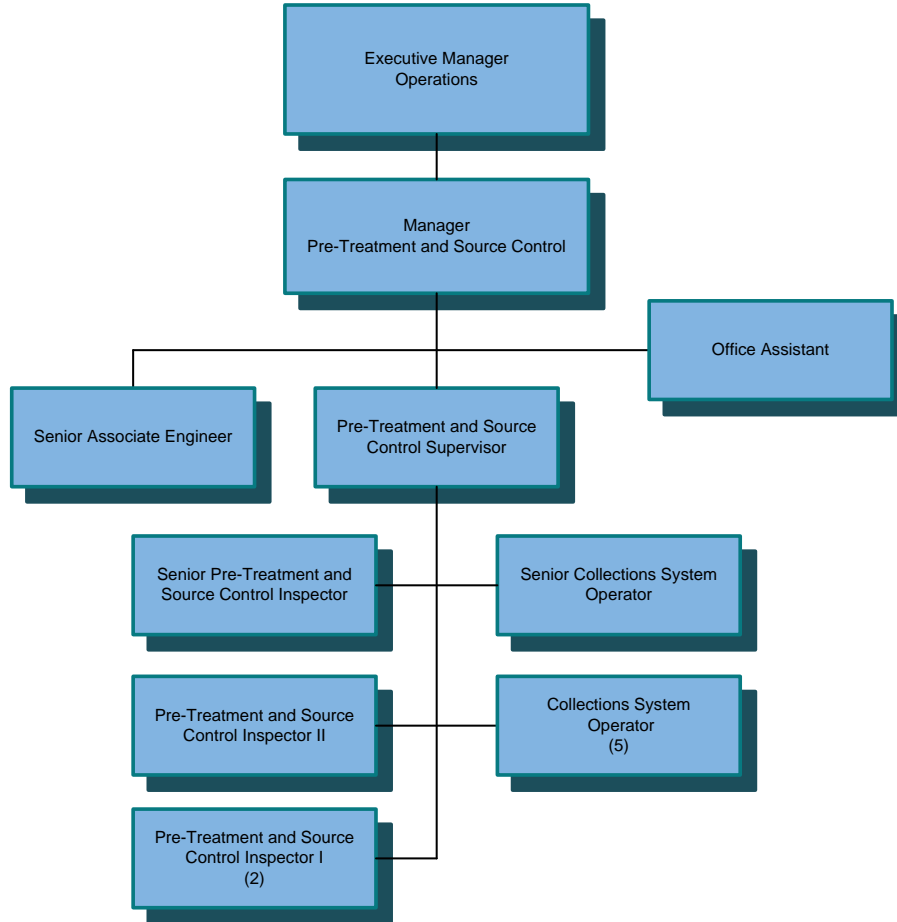 Executive Manager
Operations
Manager
Pre-Treatment and Source Control
Office Assistant
Senior Associate Engineer
Pre-Treatment and Source
Control Supervisor
Senior Pre-Treatment and
Source Control Inspector
Senior Collections System
Operator
Pre-Treatment and Source
Control Inspector II
Collections System
Operator
(5)
Pre-Treatment and Source
Control Inspector I
(2)